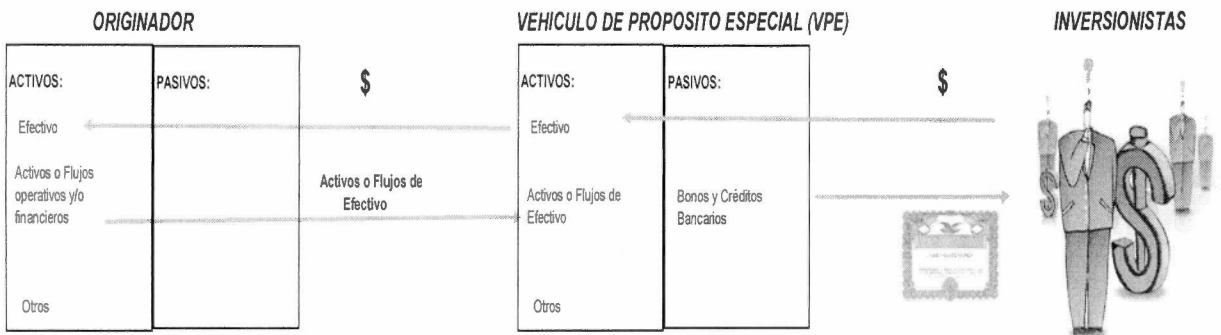 ORIGINADOR
VEHICULO DE PROPOSITO ESPECIAL (VPE)
INVERSIONISTAS
ACTIVOS:
PASIVOS:
$
ACTIVOS:
PASIVOS:
$
Efectivo
Efectivo
Activos o Flujos
operativos y/o
financieros
Activos o Flujos de
Efectivo
Activos o Flujos de
Efectivo
Bonos y Créditos
Bancarios
Otros
Otros
$
$